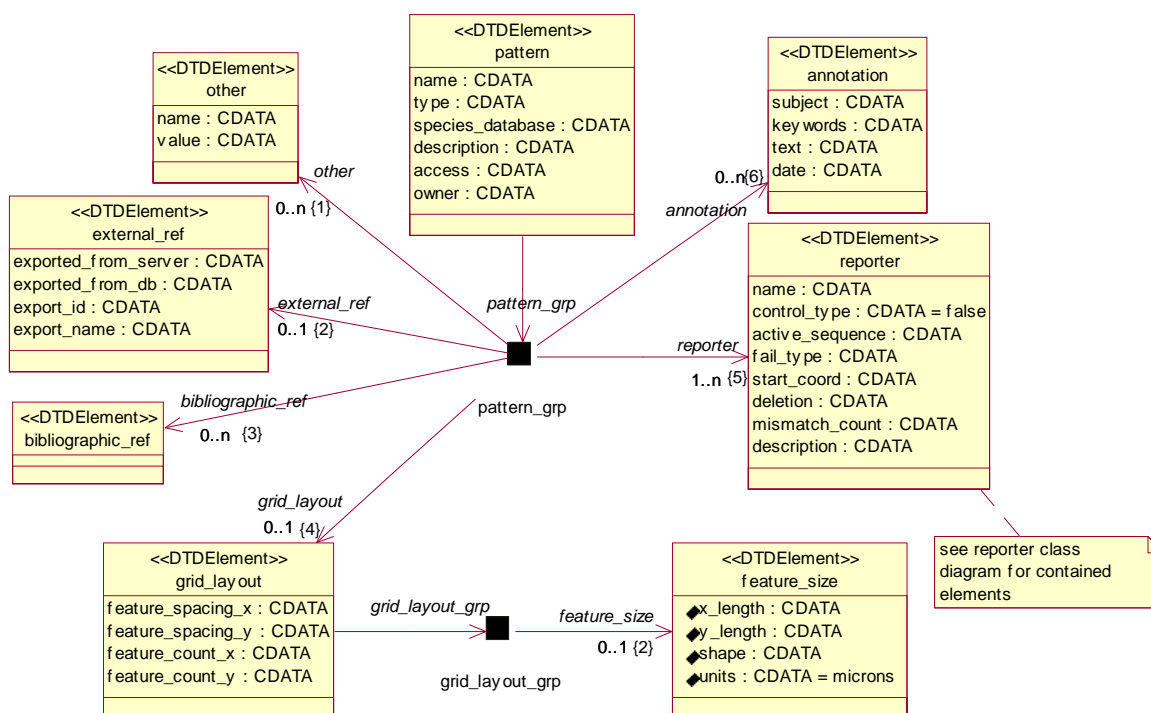 <<DTDElement>>
pattern
name : CDATA
type : CDATA
species_database : CDATA
description : CDATA
access : CDATA
owner : CDATA
<<DTDElement>>
other
name : CDATA
value : CDATA
<<DTDElement>>
annotation
subject : CDATA
keywords : CDATA
text : CDATA
date : CDATA
other
0..n {1}
0..n{6}
annotation
<<DTDElement>>
external_ref
exported_from_server : CDATA
exported_from_db : CDATA
export_id : CDATA
export_name : CDATA
external_ref
0..1 {2}
pattern_grp
<<DTDElement>>
reporter
name : CDATA
control_type : CDATA = false
active_sequence : CDATA
fail_type : CDATA
start_coord : CDATA
deletion : CDATA
mismatch_count : CDATA
description : CDATA
reporter
1..n {5}
<<DTDElement>>
bibliographic_ref
bibliographic_ref
0..n {3}
pattern_grp
grid_layout
0..1 {4}
see reporter class
diagram for contained
elements
<<DTDElement>>
grid_layout
feature_spacing_x : CDATA
feature_spacing_y : CDATA
feature_count_x : CDATA
feature_count_y : CDATA
grid_layout_grp
grid_layout_grp
feature_size
0..1 {2}
<<DTDElement>>
feature_size
x_length : CDATA
y_length : CDATA
shape : CDATA
units : CDATA = microns